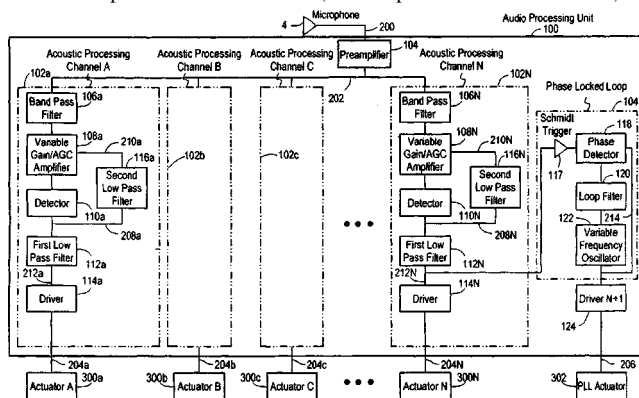 Microphone
4
200
Audio Processing Unit
100
Preamplifier
104
Acoustic Processing
Channel A
Acoustic Processing
Channel B
Acoustic Processing
Channel C
Acoustic Processing
Channel N
102a
202
102N
Phase Locked Loop
104
Band Pass
Filter
106a
108a
Variable
Gain/AGC
Amplifier
210a
116a
Second
Low Pass
Filter
Detector
110a
208a
First Low
Pass Filter
112a
212a
Driver
114a
102b
102c
Band Pass
Filter
106N
108N
Variable
Gain/AGC
Amplifier
210N
116N
Second
Low Pass
Filter
Detector
110N
208N
First Low
Pass Filter
112N
212N
Driver
114N
Schmidt
Trigger
117
118
Phase
Detector
120
Loop Filter
122
214
Variable
Frequency
Oscillator
Driver N+1
124
204a
204b
204c
204N
206
300a
Actuator A
300b
Actuator B
300c
Actuator C
Actuator N
300N
302
PLL Actuator